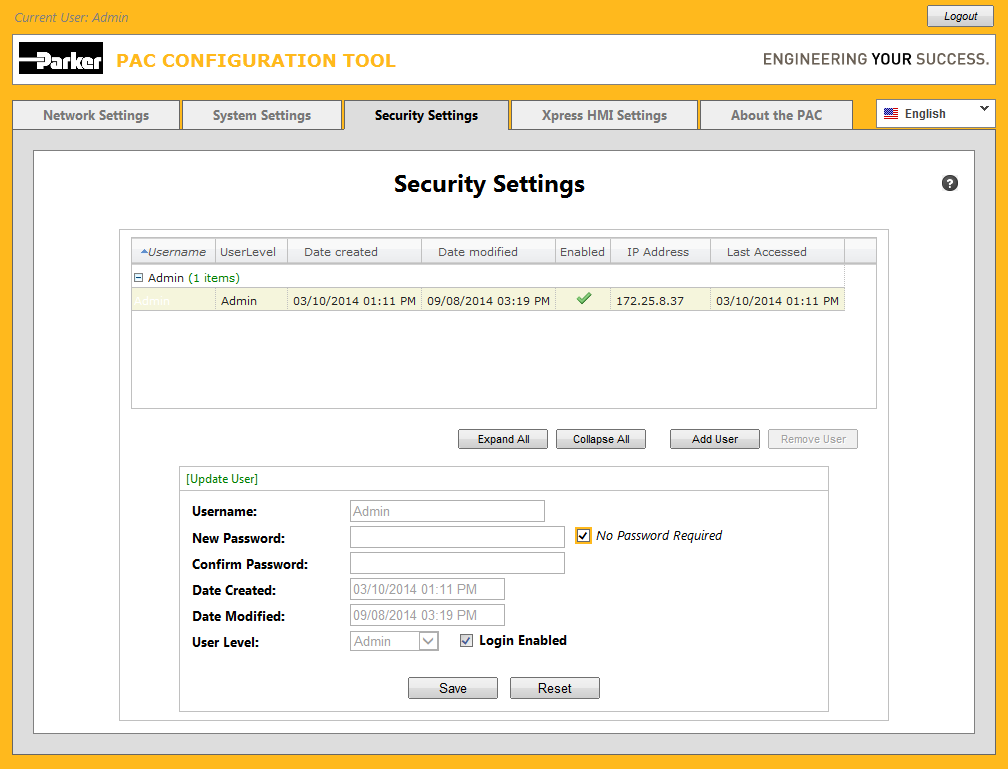 Current User: Admin
Logout
Parker PAC CONFIGURATION TOOL ENGINEERING YOUR SUCCESS.
Network Settings System Settings Security Settings Xpress HMI Settings About the PAC English
Security Settings ?
Username UserLevel Date created Date modified Enabled IP Address Last Accessed
Admin (1 items)
Admin Admin 03/10/2014 01:11 PM 09/08/2014 03:19 PM 172.25.8.37 03/10/2014 01:11 PM
Expand All Collapse All Add User Remove User
[Update User]
Username: Admin
New Password: No Password Required
Confirm Password:
Date Created: 03/10/2014 01:11 PM
Date Modified: 09/08/2014 03:19 PM
User Level: Admin Login Enabled
Save Reset